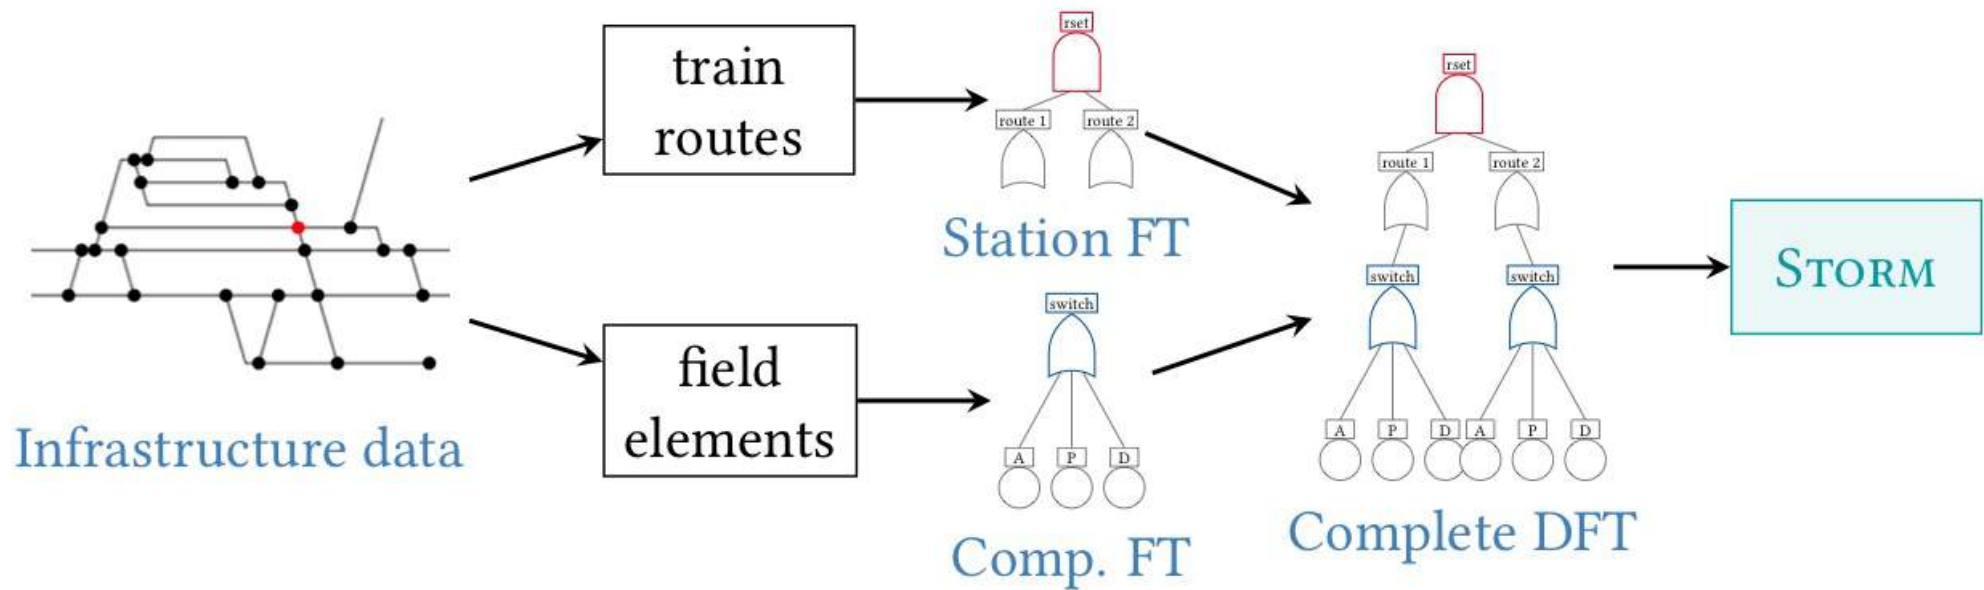 Infrastructure data
train
routes
field
elements
rset
route 1 route 2
Station FT
switch
A P D
Comp. FT
rset
route 1 route 2
switch switch
A P D A P D
Complete DFT
STORM